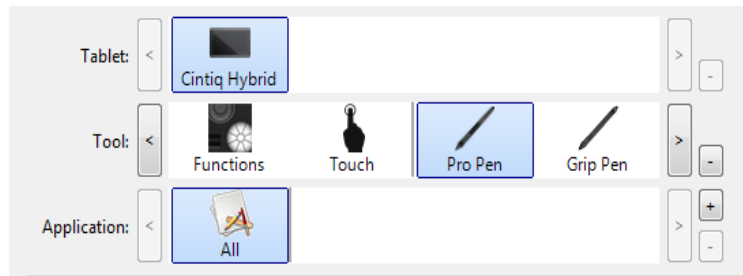 Tablet: < Cintiq Hybrid > -
Tool: < Functions Touch Pro Pen Grip Pen > -
Application: < All > + -